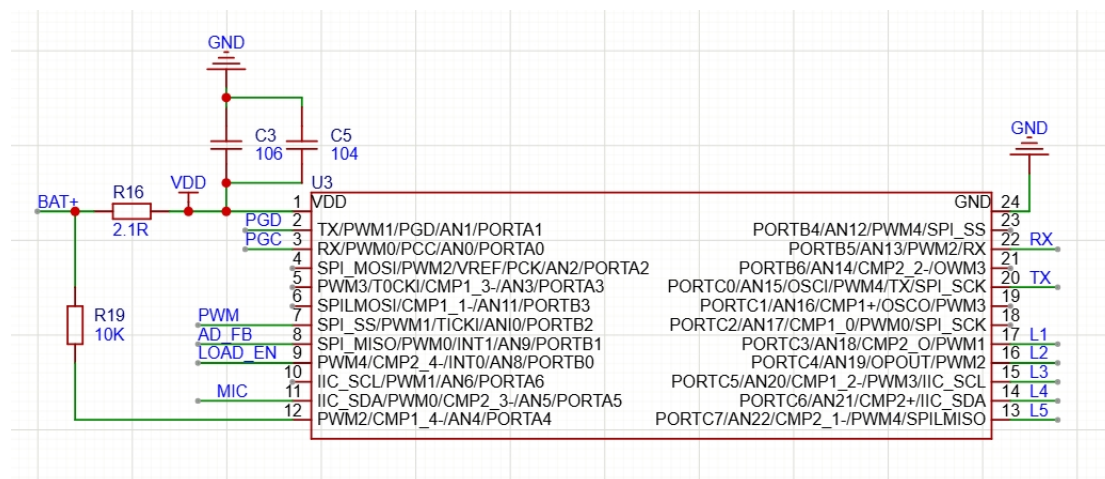 GND
C3
106
C5
104
GND
BAT+
R16
2.1R
VDD
R19
10K
U3
1 VDD
PGD 2 TX/PWM1/PGD/AN1/PORTA1
PGC 3 RX/PWM0/PCC/AN0/PORTA0
4 SPI_MOSI/PWM2/VREF/PCK/AN2/PORTA2
5 PWM3/T0CKI/CMP1_3-/AN3/PORTA3
6 SPILMOSI/CMP1_1-/AN11/PORTB3
PWM 7 SPI_SS/PWM1/TICKI/ANI0/PORTB2
AD_FB 8 SPI_MISO/PWM0/INT1/AN9/PORTB1
LOAD_EN 9 PWM4/CMP2_4-/INT0/AN8/PORTB0
10 IIC_SCL/PWM1/AN6/PORTA6
MIC 11 IIC_SDA/PWM0/CMP2_3-/AN5/PORTA5
12 PWM2/CMP1_4-/AN4/PORTA4
GND 24
PORTB4/AN12/PWM4/SPI_SS 23
PORTB5/AN13/PWM2/RX 22 RX
PORTB6/AN14/CMP2_2-/OWM3 21
PORTC0/AN15/OSCI/PWM4/TX/SPI_SCK 20 TX
PORTC1/AN16/CMP1+/OSCO/PWM3 19
PORTC2/AN17/CMP1_0/PWM0/SPI_SCK 18
PORTC3/AN18/CMP2_O/PWM1 17 L1
PORTC4/AN19/OPOUT/PWM2 16 L2
PORTC5/AN20/CMP1_2-/PWM3/IIC_SCL 15 L3
PORTC6/AN21/CMP2+/IIC_SDA 14 L4
PORTC7/AN22/CMP2_1-/PWM4/SPILMISO 13 L5